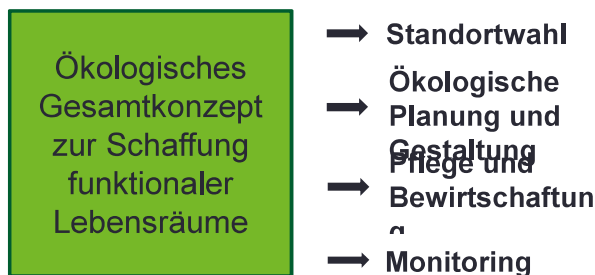 Ökologisches
Gesamtkonzept
zur Schaffung
funktionaler
Lebensräume
Standortwahl
Ökologische
Planung und
Gestaltung
Pflege und
Bewirtschaftun
g
Monitoring